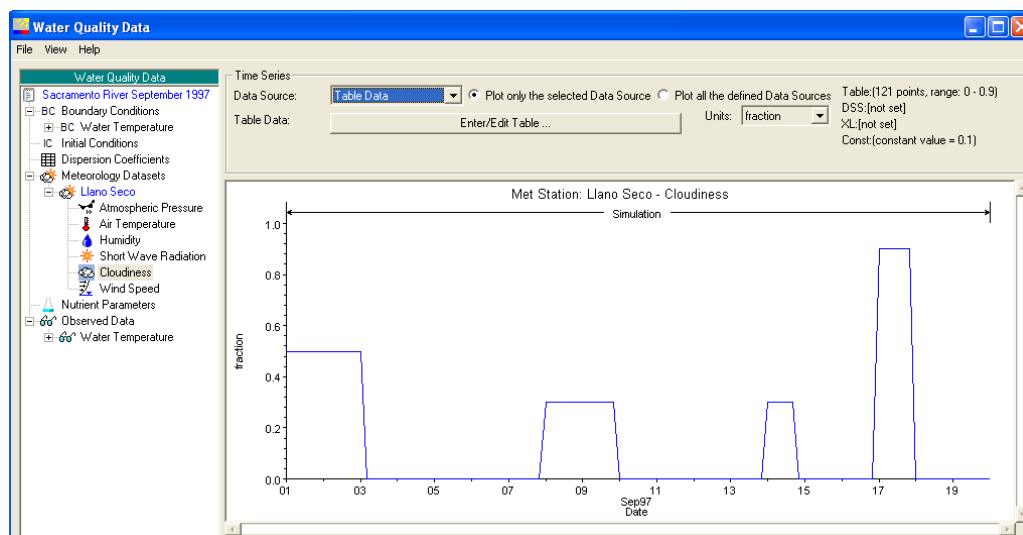 Water Quality Data
File View Help
Water Quality Data
Sacramento River September 1997
BC Boundary Conditions
BC Water Temperature
IC Initial Conditions
Dispersion Coefficients
Meteorology Datasets
Llano Seco
Atmospheric Pressure
Air Temperature
Humidity
Short Wave Radiation
Cloudiness
Wind Speed
Nutrient Parameters
Observed Data
Water Temperature
Time Series
Data Source: Table Data Plot only the selected Data Source Plot all the defined Data Sources
Table Data: Enter/Edit Table ... Units: fraction
Table:(121 points, range: 0 - 0.9)
DSS:[not set]
XL:[not set]
Const:(constant value = 0.1)
Met Station: Llano Seco - Cloudiness
Simulation
1.0
0.8
0.6
0.4
0.2
0.0
fraction
01 03 05 07 09 11 13 15 17 19
Sep97
Date